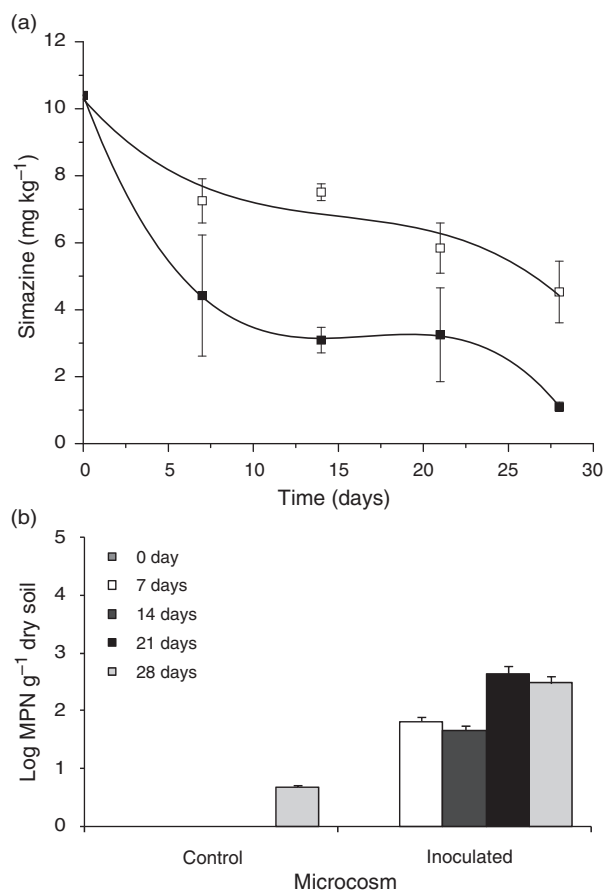 (a)
12
10
8
6
4
2
0
Simazine (mg kg⁻¹)
0 5 10 15 20 25 30
Time (days)
(b)
5
4
3
2
1
0
Log MPN g⁻¹ dry soil
0 day
7 days
14 days
21 days
28 days
Control Inoculated
Microcosm